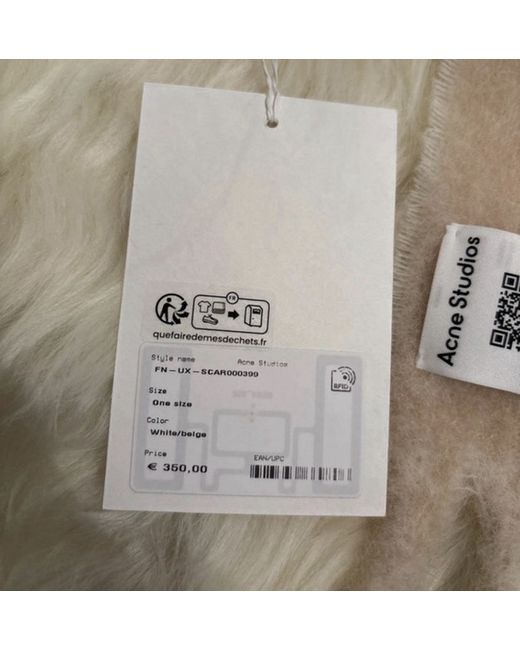 FR
quefairedemesdechets.fr
Style name Acne Studios
FN-UX-SCAR000399
RFID
Size
One size
Color
White/beige
Price
€ 350,00
EAN/UPC
Acne Studios